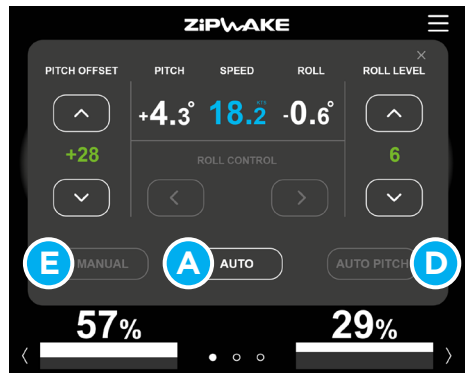 ZiPWAKE
×
PITCH OFFSET PITCH SPEED ROLL ROLL LEVEL
+4.3° 18.2 -0.6°
+28 ROLL CONTROL 6
E MANUAL A AUTO AUTO PITCH D
57% 29%